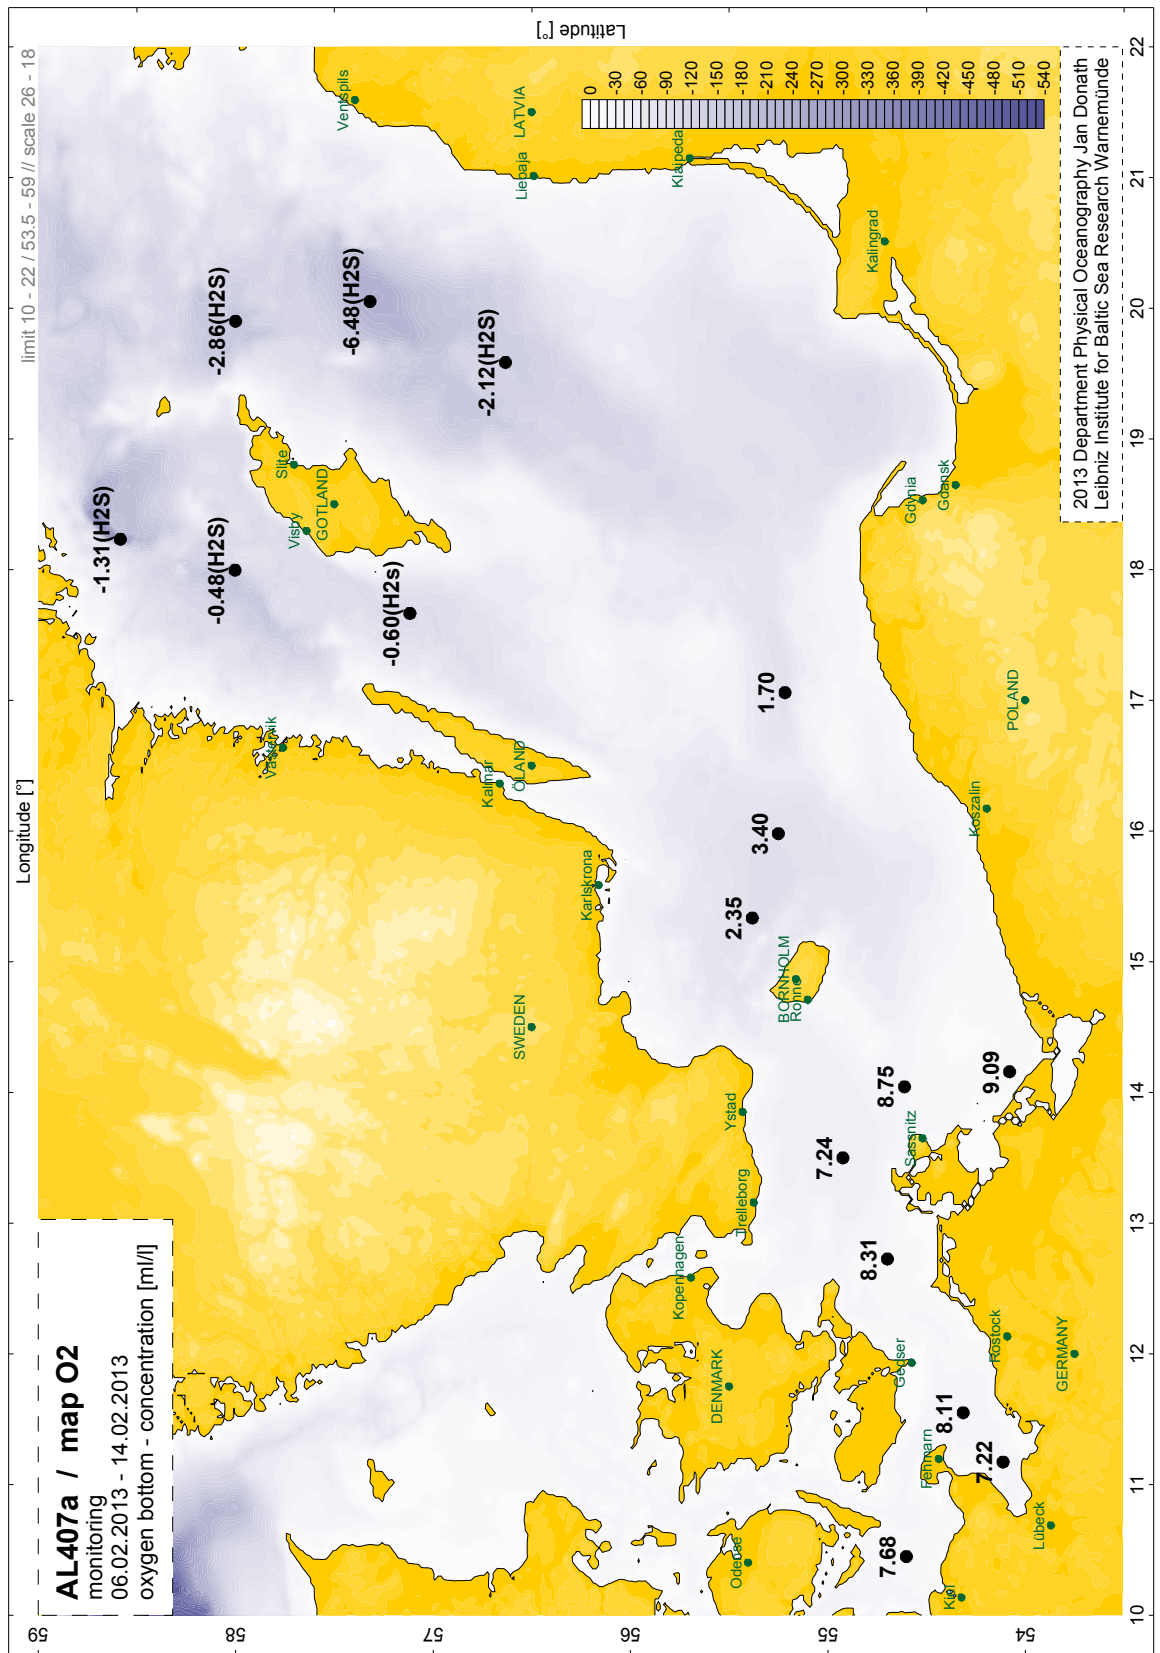 limit 10 - 22 / 53.5 - 59 // scale 26 - 18
Longitude [°]
Latitude [°]
AL407a / map O2
monitoring
06.02.2013 - 14.02.2013
oxygen bottom - concentration [ml/l]
59
58
57
56
55
54
10
11
12
13
14
15
16
17
18
19
20
21
22
-1.31(H2S)
-2.86(H2S)
-0.48(H2S)
-6.48(H2S)
-0.60(H2s)
-2.12(H2S)
1.70
3.40
2.35
8.75
9.09
7.24
8.31
8.11
7.22
7.68
Ventspils
LATVIA
Liepaja
Klaipeda
Kalingrad
Slite
Visby
GOTLAND
Västervik
Kalmar
ÖLAND
Karlskrona
SWEDEN
BORNHOLM
Rønne
Ystad
Trelleborg
Kopenhagen
DENMARK
Gedser
Odense
Fehmarn
Kiel
Lübeck
Rostock
GERMANY
Sassnitz
Koszalin
POLAND
Gdynia
Gdansk
0
-30
-60
-90
-120
-150
-180
-210
-240
-270
-300
-330
-360
-390
-420
-450
-480
-510
-540
2013 Department Physical Oceanography Jan Donath
Leibniz Institute for Baltic Sea Research Warnemünde